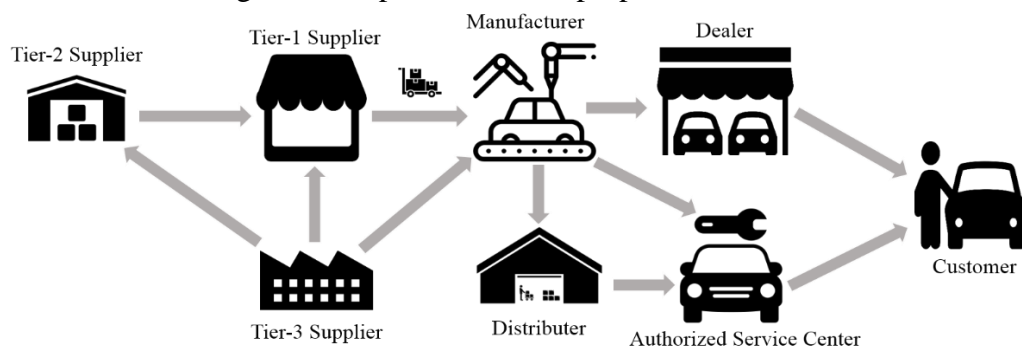 Manufacturer
Dealer
Tier-1 Supplier
Tier-2 Supplier
Customer
Tier-3 Supplier
Distributer
Authorized Service Center